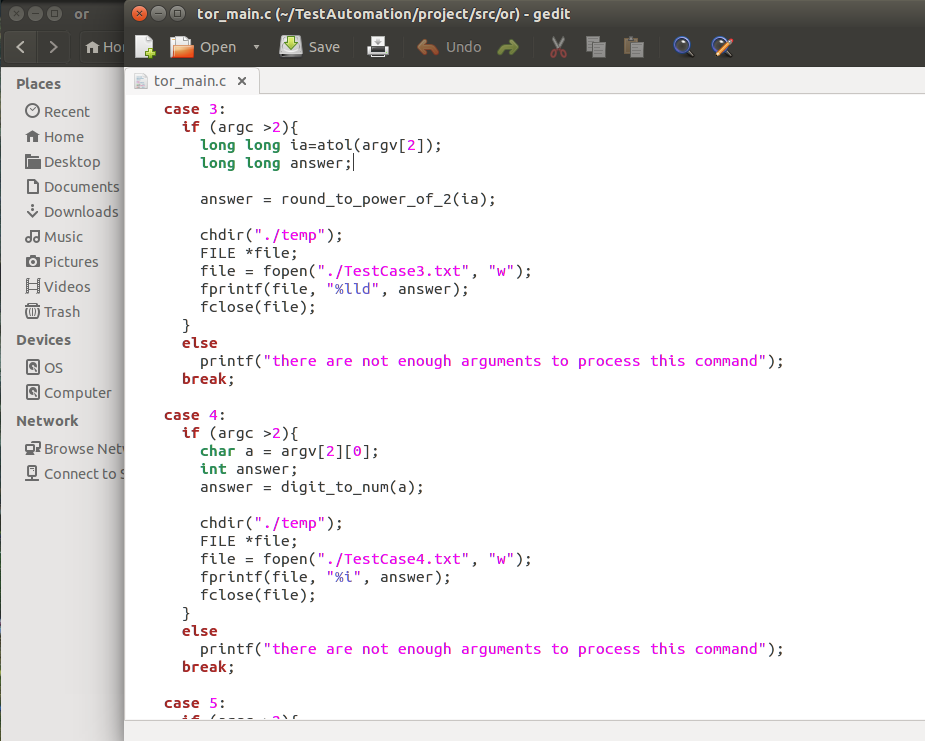 or
tor_main.c (~/TestAutomation/project/src/or) - gedit
Open
Save
Undo
tor_main.c
Places
Recent
Home
Desktop
Documents
Downloads
Music
Pictures
Videos
Trash
Devices
OS
Computer
Network
Browse Net
Connect to S
case 3:
if (argc >2){
long long ia=atol(argv[2]);
long long answer;
answer = round_to_power_of_2(ia);
chdir("./temp");
FILE *file;
file = fopen("./TestCase3.txt", "w");
fprintf(file, "%lld", answer);
fclose(file);
}
else
printf("there are not enough arguments to process this command");
break;
case 4:
if (argc >2){
char a = argv[2][0];
int answer;
answer = digit_to_num(a);
chdir("./temp");
FILE *file;
file = fopen("./TestCase4.txt", "w");
fprintf(file, "%i", answer);
fclose(file);
}
else
printf("there are not enough arguments to process this command");
break;
case 5: